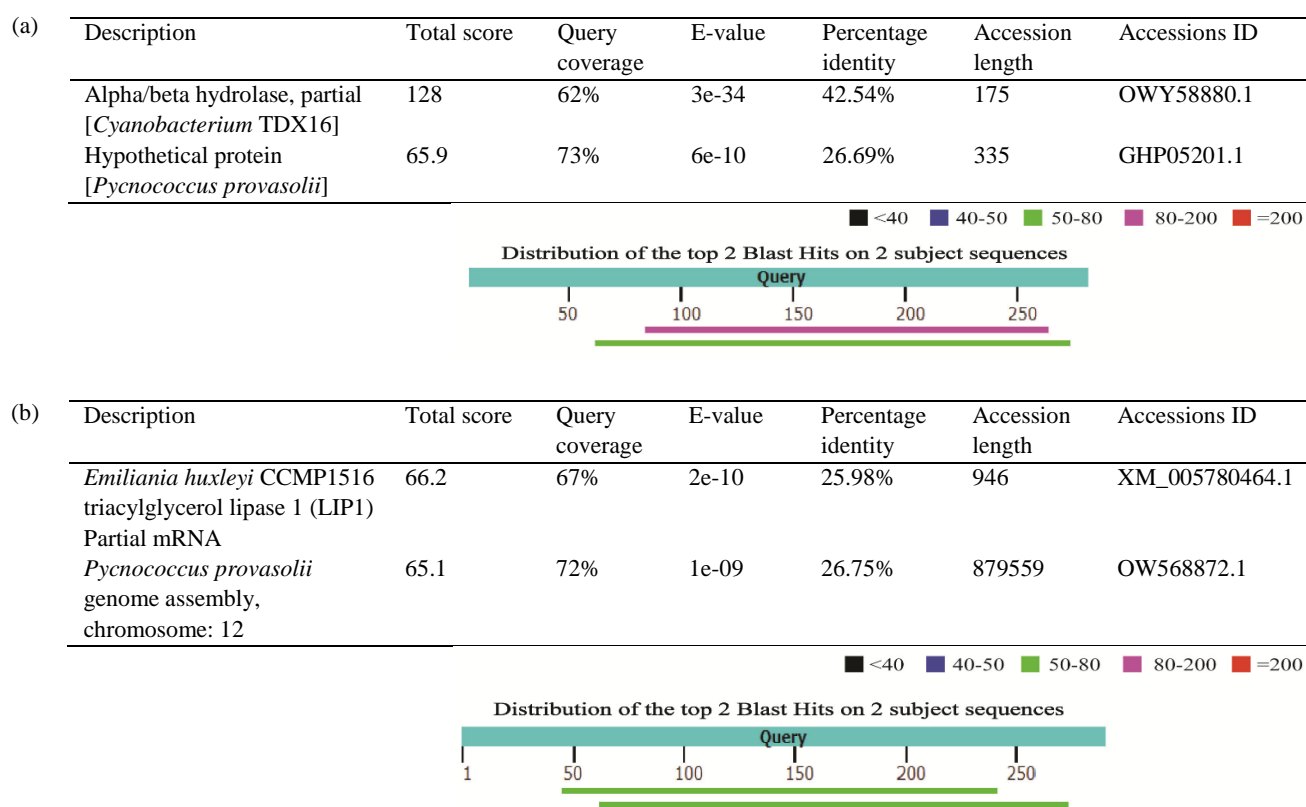 (a)
Description Total score Query coverage E-value Percentage identity Accession length Accessions ID
Alpha/beta hydrolase, partial 128 62% 3e-34 42.54% 175 OWY58880.1
[Cyanobacterium TDX16]
Hypothetical protein 65.9 73% 6e-10 26.69% 335 GHP05201.1
[Pycnococcus provasolii]
<40 40-50 50-80 80-200 =200
Distribution of the top 2 Blast Hits on 2 subject sequences
Query
50 100 150 200 250
(b)
Description Total score Query coverage E-value Percentage identity Accession length Accessions ID
Emiliania huxleyi CCMP1516 66.2 67% 2e-10 25.98% 946 XM_005780464.1
triacylglycerol lipase 1 (LIP1)
Partial mRNA
Pycnococcus provasolii 65.1 72% 1e-09 26.75% 879559 OW568872.1
genome assembly,
chromosome: 12
<40 40-50 50-80 80-200 =200
Distribution of the top 2 Blast Hits on 2 subject sequences
Query
1 50 100 150 200 250